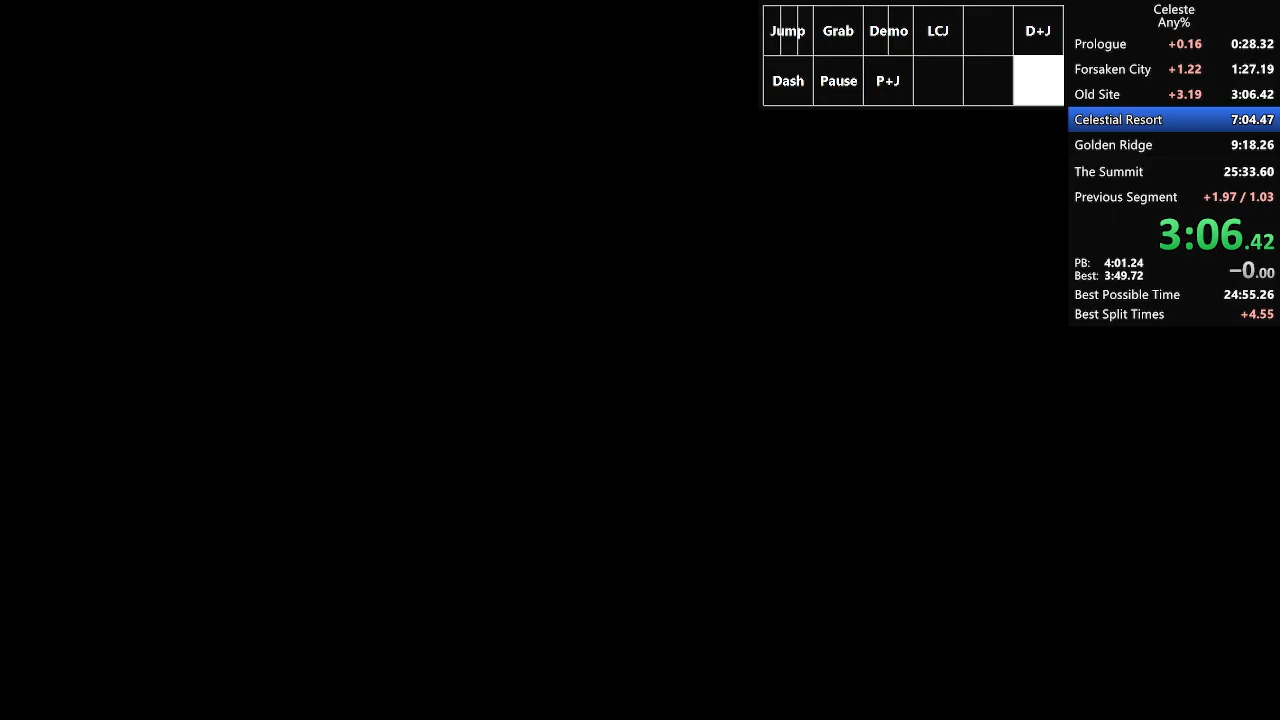 Jump Grab Demo LCJ D+J
Dash Pause P+J
Celeste
Any%
Prologue +0.16 0:28.32
Forsaken City +1.22 1:27.19
Old Site +3.19 3:06.42
Celestial Resort 7:04.47
Golden Ridge 9:18.26
The Summit 25:33.60
Previous Segment +1.97 / 1.03
3:06.42
PB: 4:01.24
Best: 3:49.72
−0.00
Best Possible Time 24:55.26
Best Split Times +4.55